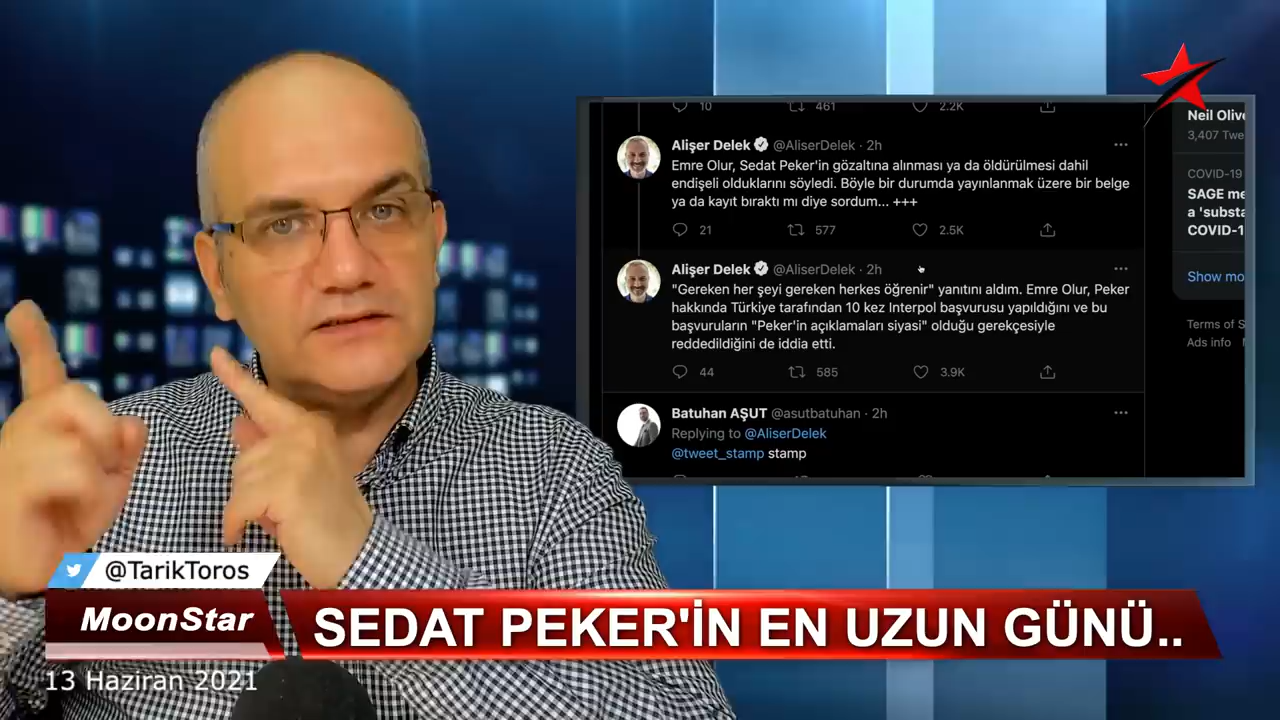 10 461 2.2K
Alişer Delek @AliserDelek · 2h
Emre Olur, Sedat Peker'in gözaltına alınması ya da öldürülmesi dahil
endişeli olduklarını söyledi. Böyle bir durumda yayınlanmak üzere bir belge
ya da kayıt bıraktı mı diye sordum... +++
21 577 2.5K
Alişer Delek @AliserDelek · 2h
"Gereken her şeyi gereken herkes öğrenir" yanıtını aldım. Emre Olur, Peker
hakkında Türkiye tarafından 10 kez Interpol başvurusu yapıldığını ve bu
başvuruların "Peker'in açıklamaları siyasi" olduğu gerekçesiyle
reddedildiğini de iddia etti.
44 585 3.9K
Batuhan AŞUT @asutbatuhan · 2h
Replying to @AliserDelek
@tweet_stamp stamp
Neil Olive
3,407 Twe
COVID-19
SAGE me
a 'substa
COVID-1
Show mo
Terms of S
Ads info
@TarikToros
MoonStar
SEDAT PEKER'İN EN UZUN GÜNÜ..
13 Haziran 2021